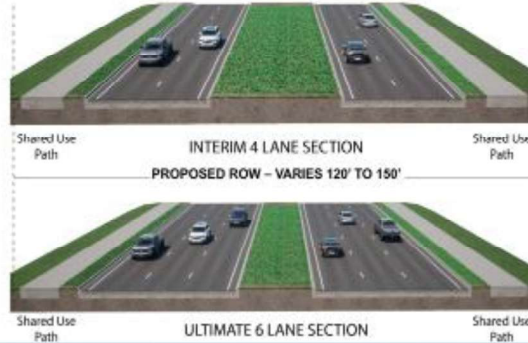 Shared Use
Path
INTERIM 4 LANE SECTION
Shared Use
Path
PROPOSED ROW – VARIES 120' TO 150'
Shared Use
Path
ULTIMATE 6 LANE SECTION
Shared Use
Path